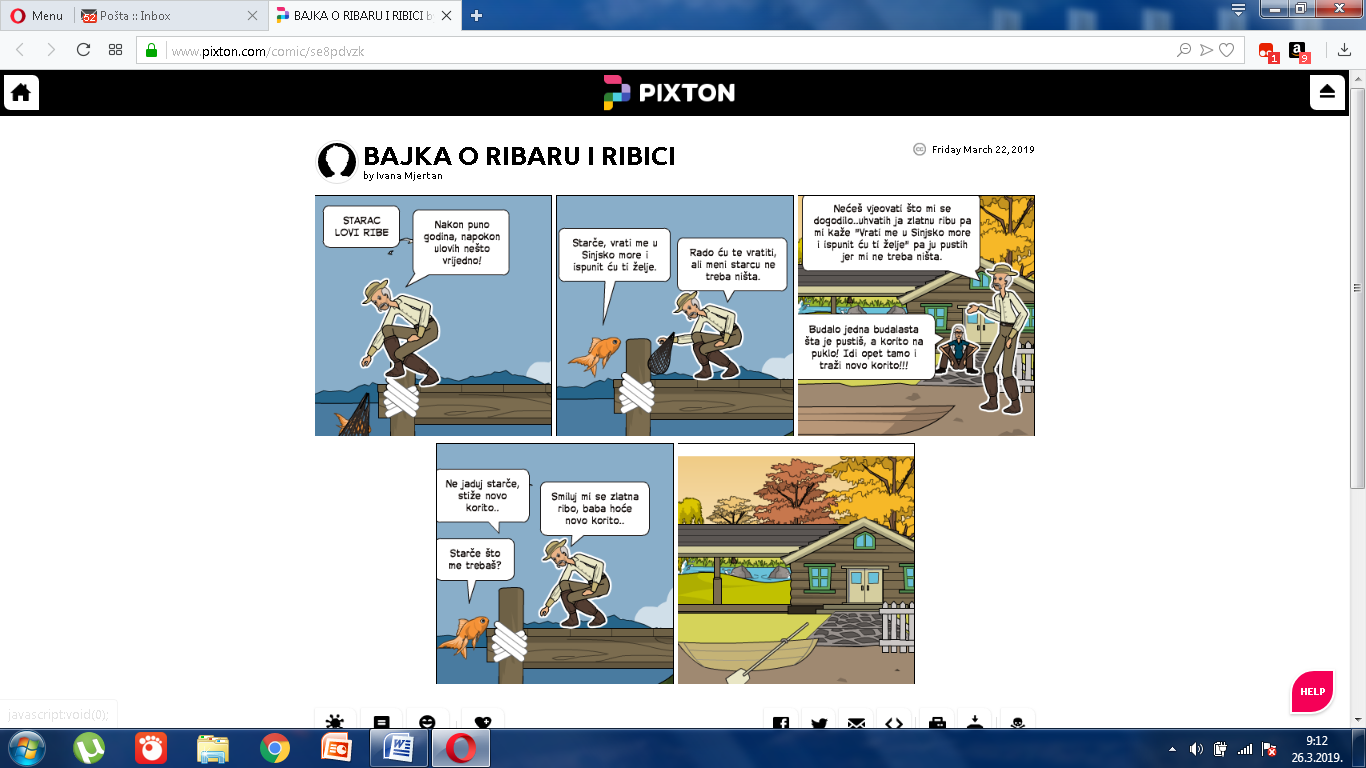 Menu
52
Pošta :: Inbox
BAJKA O RIBARU I RIBICI b
www.pixton.com/comic/se8pdvzk
1
9
PIXTON
BAJKA O RIBARU I RIBICI
by Ivana Mjertan
Friday March 22, 2019
STARAC
LOVI RIBE
Nakon puno
godina, napokon
ulovih nešto
vrijedno!
Starče, vrati me u
Sinjsko more i
ispunit ću ti želje.
Rado ću te vratiti,
ali meni starcu ne
treba ništa.
Nećeš vjeovati što mi se
dogodilo..uhvatih ja zlatnu ribu pa
mi kaže "Vrati me u Sinjsko more
i ispunit ću ti želje" pa ju pustih
jer mi ne treba ništa.
Budalo jedna budalasta
šta je pustiš, a korito na
puklo! Idi opet tamo i
traži novo korito!!!
Ne jaduj starče,
stiže novo
korito..
Smiluj mi se zlatna
ribo, baba hoće
novo korito..
Starče što
me trebaš?
HELP
javascript:void(0);
9:12
26.3.2019.